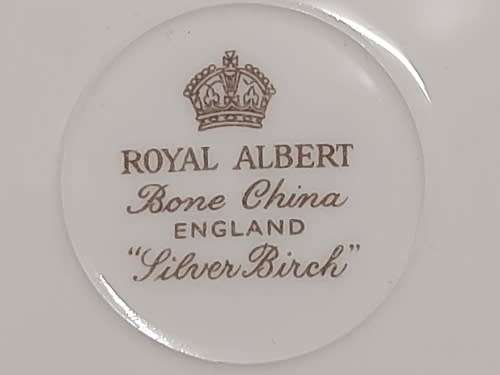 ROYAL ALBERT
Bone China
ENGLAND
"Silver Birch"